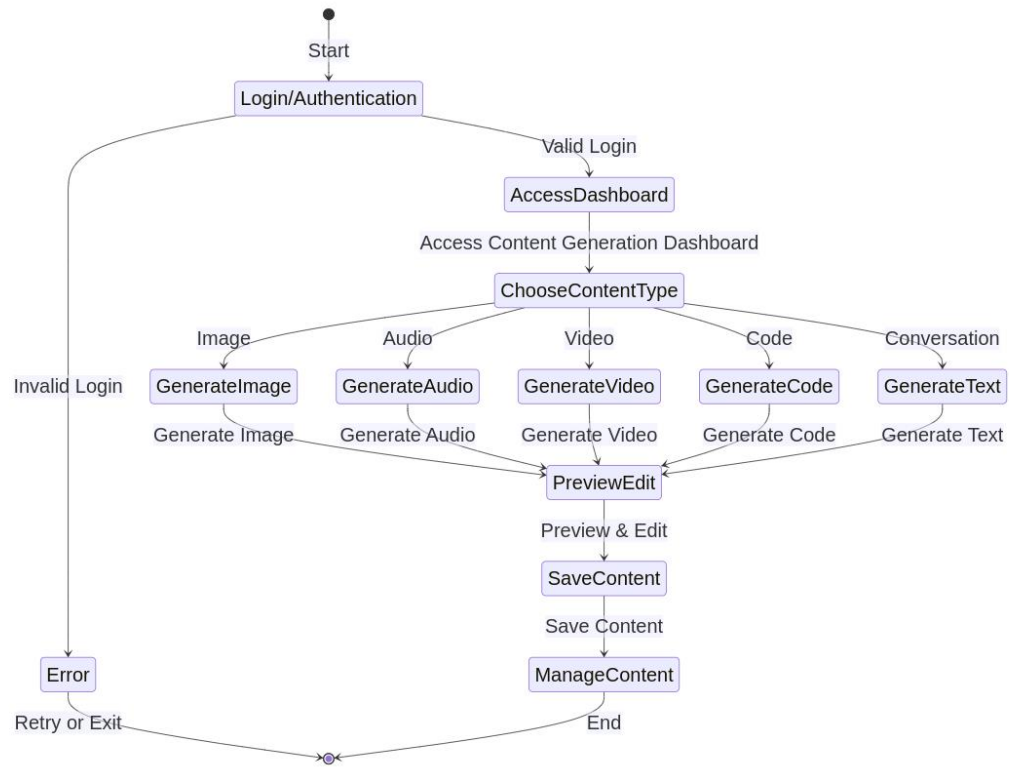 Start
Login/Authentication
Valid Login
AccessDashboard
Access Content Generation Dashboard
ChooseContentType
Image
Audio
Video
Code
Conversation
Invalid Login
GenerateImage
GenerateAudio
GenerateVideo
GenerateCode
GenerateText
Generate Image
Generate Audio
Generate Video
Generate Code
Generate Text
PreviewEdit
Preview & Edit
SaveContent
Save Content
Error
ManageContent
Retry or Exit
End